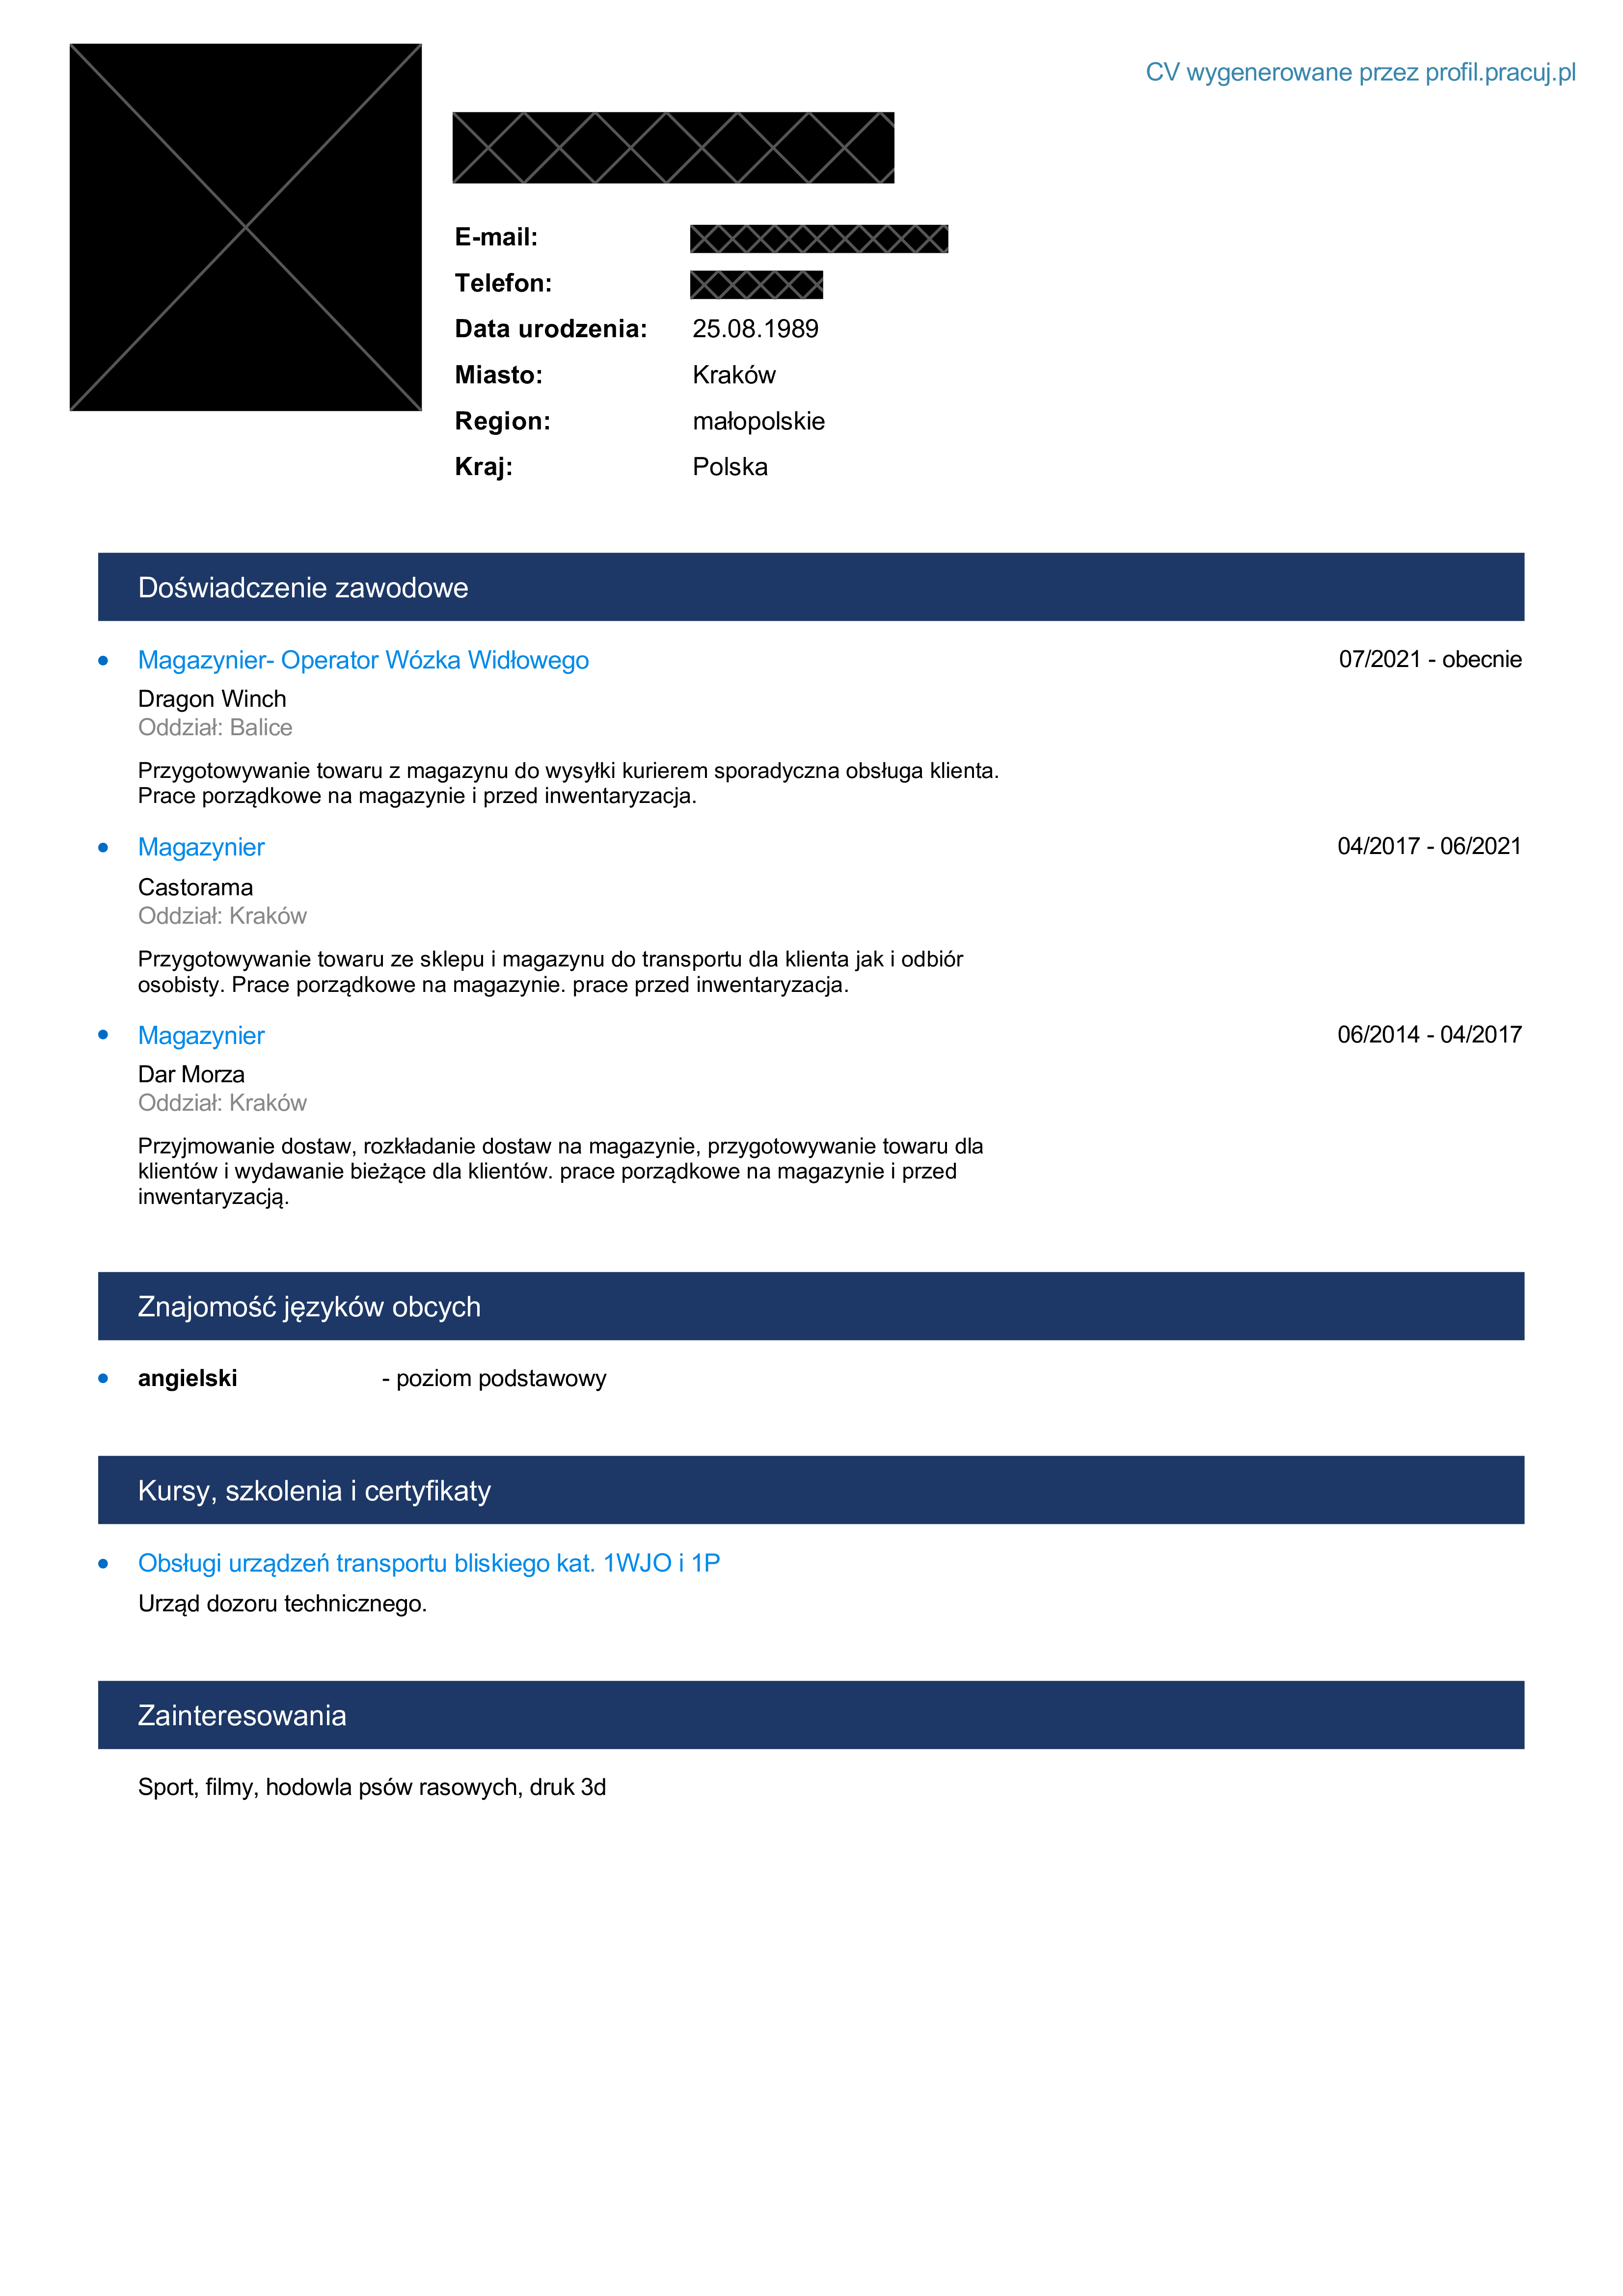 CV wygenerowane przez profil.pracuj.pl
E-mail:
Telefon:
Data urodzenia: 25.08.1989
Miasto: Kraków
Region: małopolskie
Kraj: Polska
Doświadczenie zawodowe
Magazynier- Operator Wózka Widłowego 07/2021 - obecnie
Dragon Winch
Oddział: Balice
Przygotowywanie towaru z magazynu do wysyłki kurierem sporadyczna obsługa klienta.
Prace porządkowe na magazynie i przed inwentaryzacja.
Magazynier 04/2017 - 06/2021
Castorama
Oddział: Kraków
Przygotowywanie towaru ze sklepu i magazynu do transportu dla klienta jak i odbiór
osobisty. Prace porządkowe na magazynie. prace przed inwentaryzacja.
Magazynier 06/2014 - 04/2017
Dar Morza
Oddział: Kraków
Przyjmowanie dostaw, rozkładanie dostaw na magazynie, przygotowywanie towaru dla
klientów i wydawanie bieżące dla klientów. prace porządkowe na magazynie i przed
inwentaryzacją.
Znajomość języków obcych
angielski - poziom podstawowy
Kursy, szkolenia i certyfikaty
Obsługi urządzeń transportu bliskiego kat. 1WJO i 1P
Urząd dozoru technicznego.
Zainteresowania
Sport, filmy, hodowla psów rasowych, druk 3d